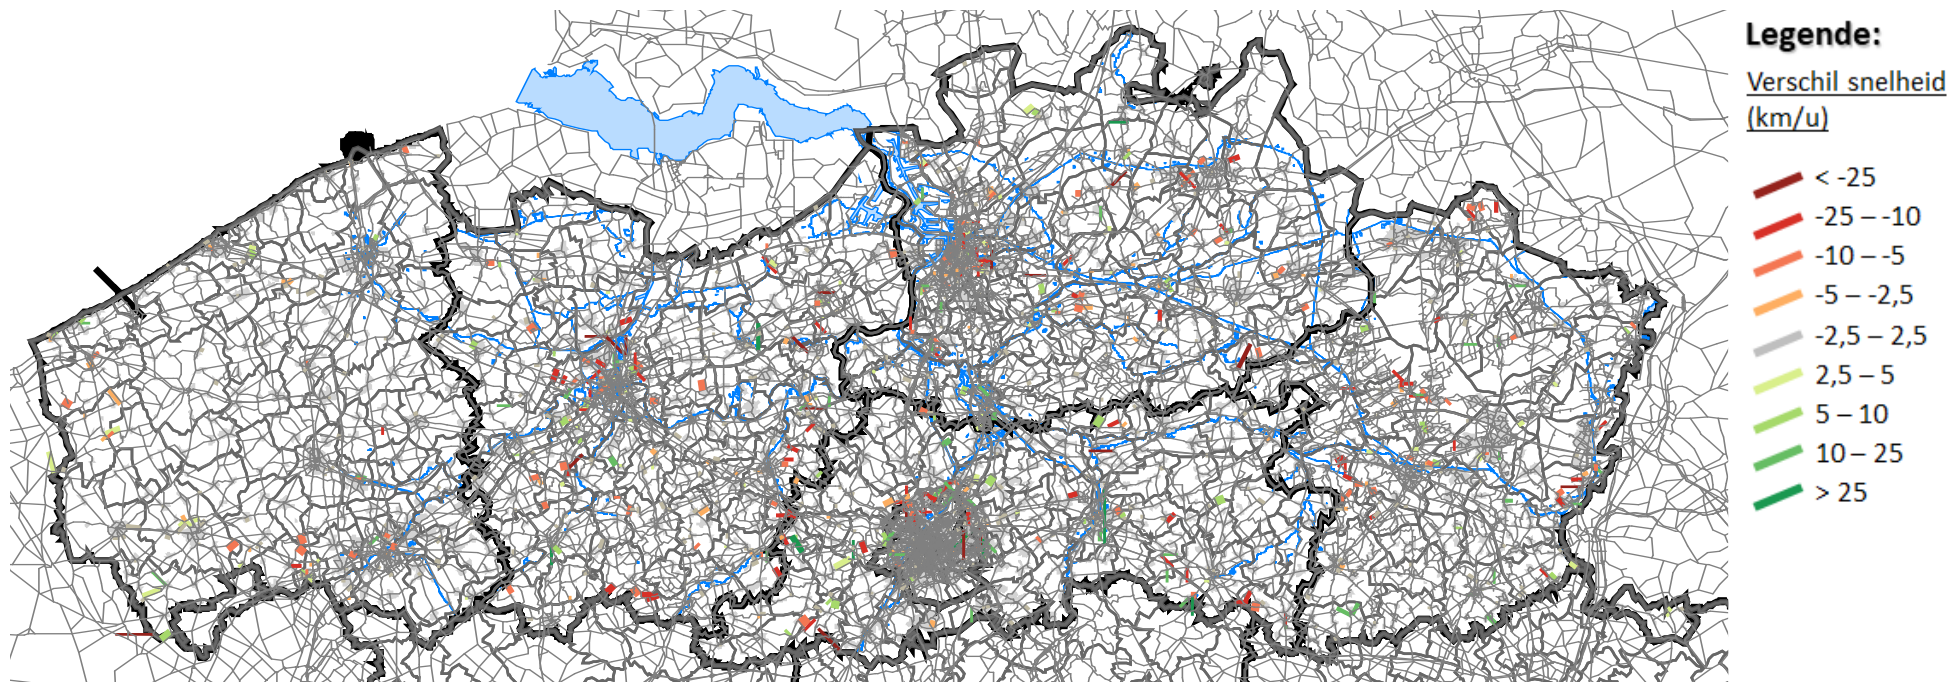 Legende:
Verschil snelheid
(km/u)
< -25
-25 – -10
-10 – -5
-5 – -2,5
-2,5 – 2,5
2,5 – 5
5 – 10
10 – 25
> 25